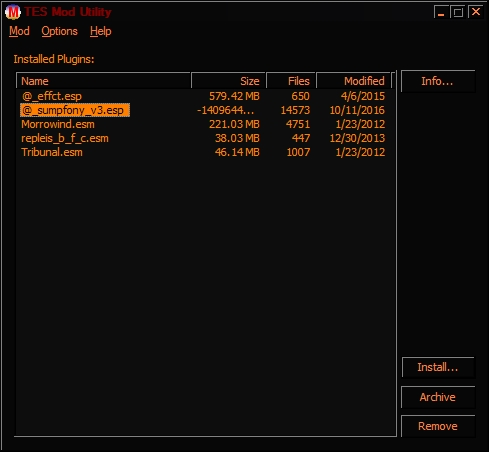 TES Mod Utility
Mod Options Help
Installed Plugins:
Name Size Files Modified
@_effct.esp 579.42 MB 650 4/6/2015
@_sumpfony_v3.esp -1409644... 14573 10/11/2016
Morrowind.esm 221.03 MB 4751 1/23/2012
repleis_b_f_c.esm 38.03 MB 447 12/30/2013
Tribunal.esm 46.14 MB 1007 1/23/2012
Info...
Install...
Archive
Remove